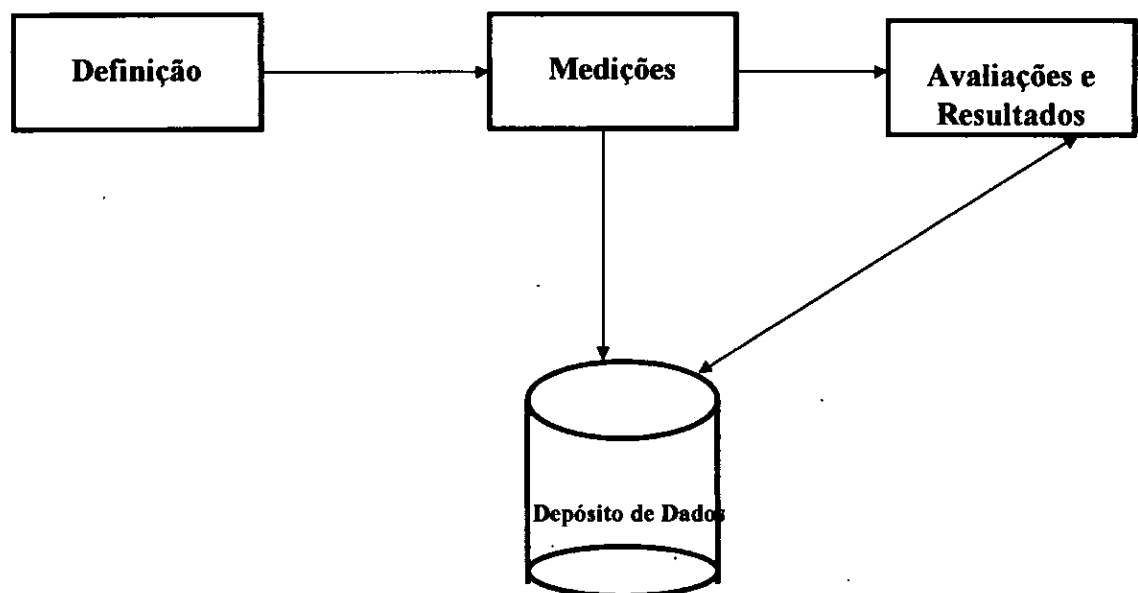 Definição
Medições
Avaliações e
Resultados
Depósito de Dados